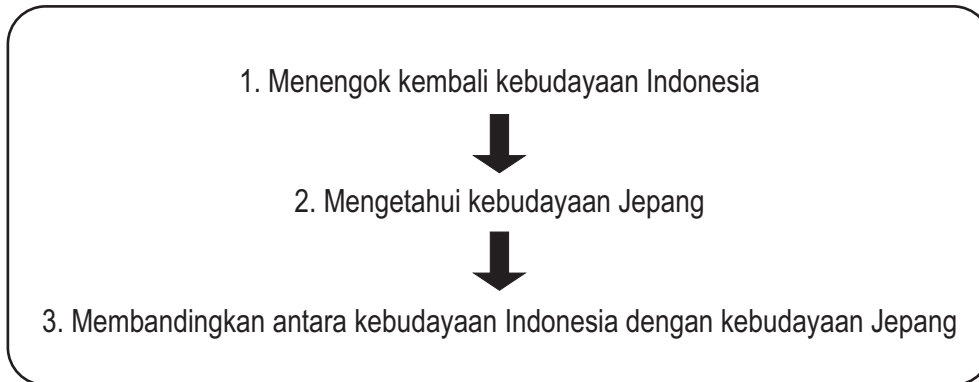 1. Menengok kembali kebudayaan Indonesia
2. Mengetahui kebudayaan Jepang
3. Membandingkan antara kebudayaan Indonesia dengan kebudayaan Jepang